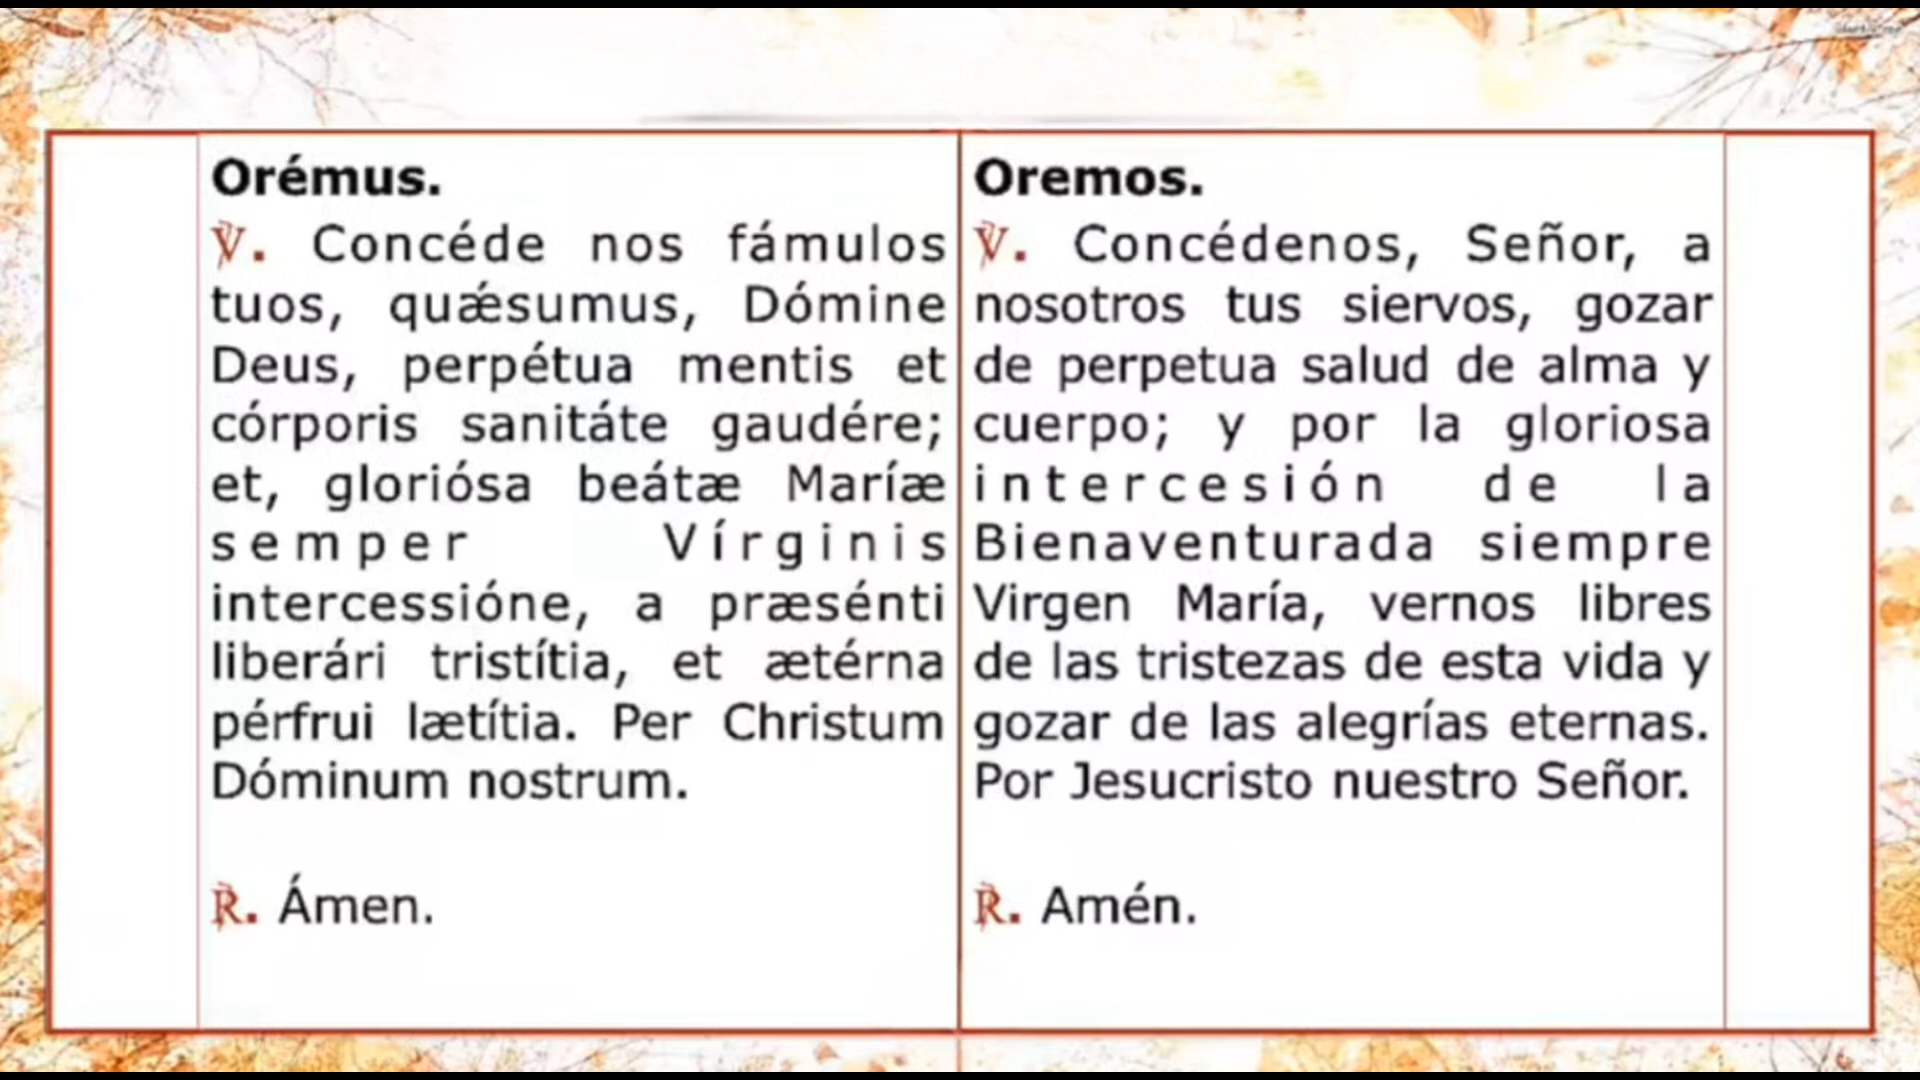 Orémus.
℣. Concéde nos fámulos
tuos, quǽsumus, Dómine
Deus, perpétua mentis et
córporis sanitáte gaudére;
et, gloriósa beátæ Maríæ
semper Vírginis
intercessióne, a præsénti
liberári tristítia, et ætérna
pérfrui lætítia. Per Christum
Dóminum nostrum.
℟. Ámen.
Oremos.
℣. Concédenos, Señor, a
nosotros tus siervos, gozar
de perpetua salud de alma y
cuerpo; y por la gloriosa
intercesión de la
Bienaventurada siempre
Virgen María, vernos libres
de las tristezas de esta vida y
gozar de las alegrías eternas.
Por Jesucristo nuestro Señor.
℟. Amén.